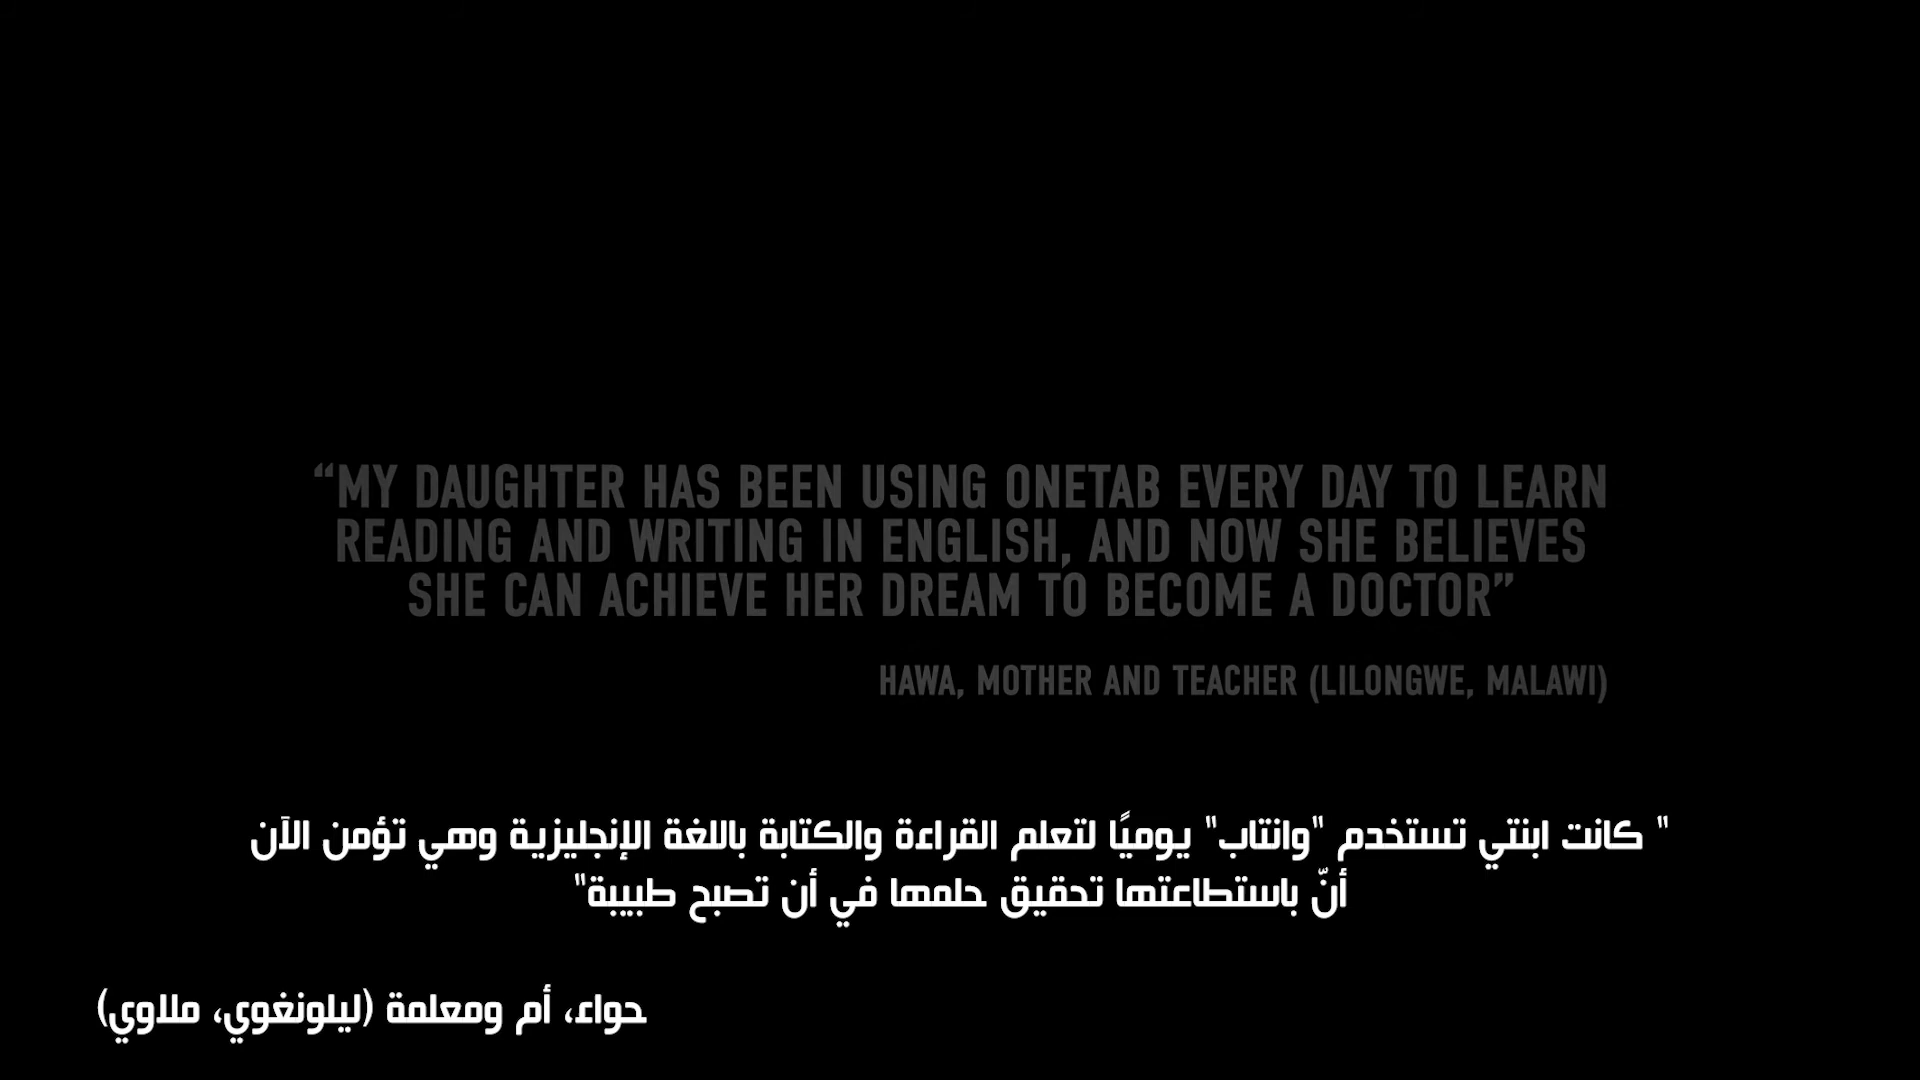 “MY DAUGHTER HAS BEEN USING ONETAB EVERY DAY TO LEARN
READING AND WRITING IN ENGLISH, AND NOW SHE BELIEVES
SHE CAN ACHIEVE HER DREAM TO BECOME A DOCTOR”
HAWA, MOTHER AND TEACHER (LILONGWE, MALAWI)
" كانت ابنتي تستخدم "وانتاب" يوميًا لتعلم القراءة والكتابة باللغة الإنجليزية وهي تؤمن الآن
أنّ باستطاعتها تحقيق حلمها في أن تصبح طبيبة"
حواء، أم ومعلمة (ليلونغوي، ملاوي)